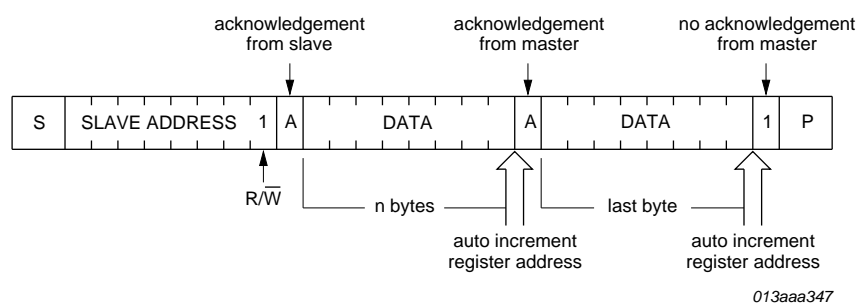 acknowledgement
from slave
acknowledgement
from master
no acknowledgement
from master
S SLAVE ADDRESS 1 A DATA A DATA 1 P
R/W̅
n bytes
last byte
auto increment
register address
auto increment
register address
013aaa347